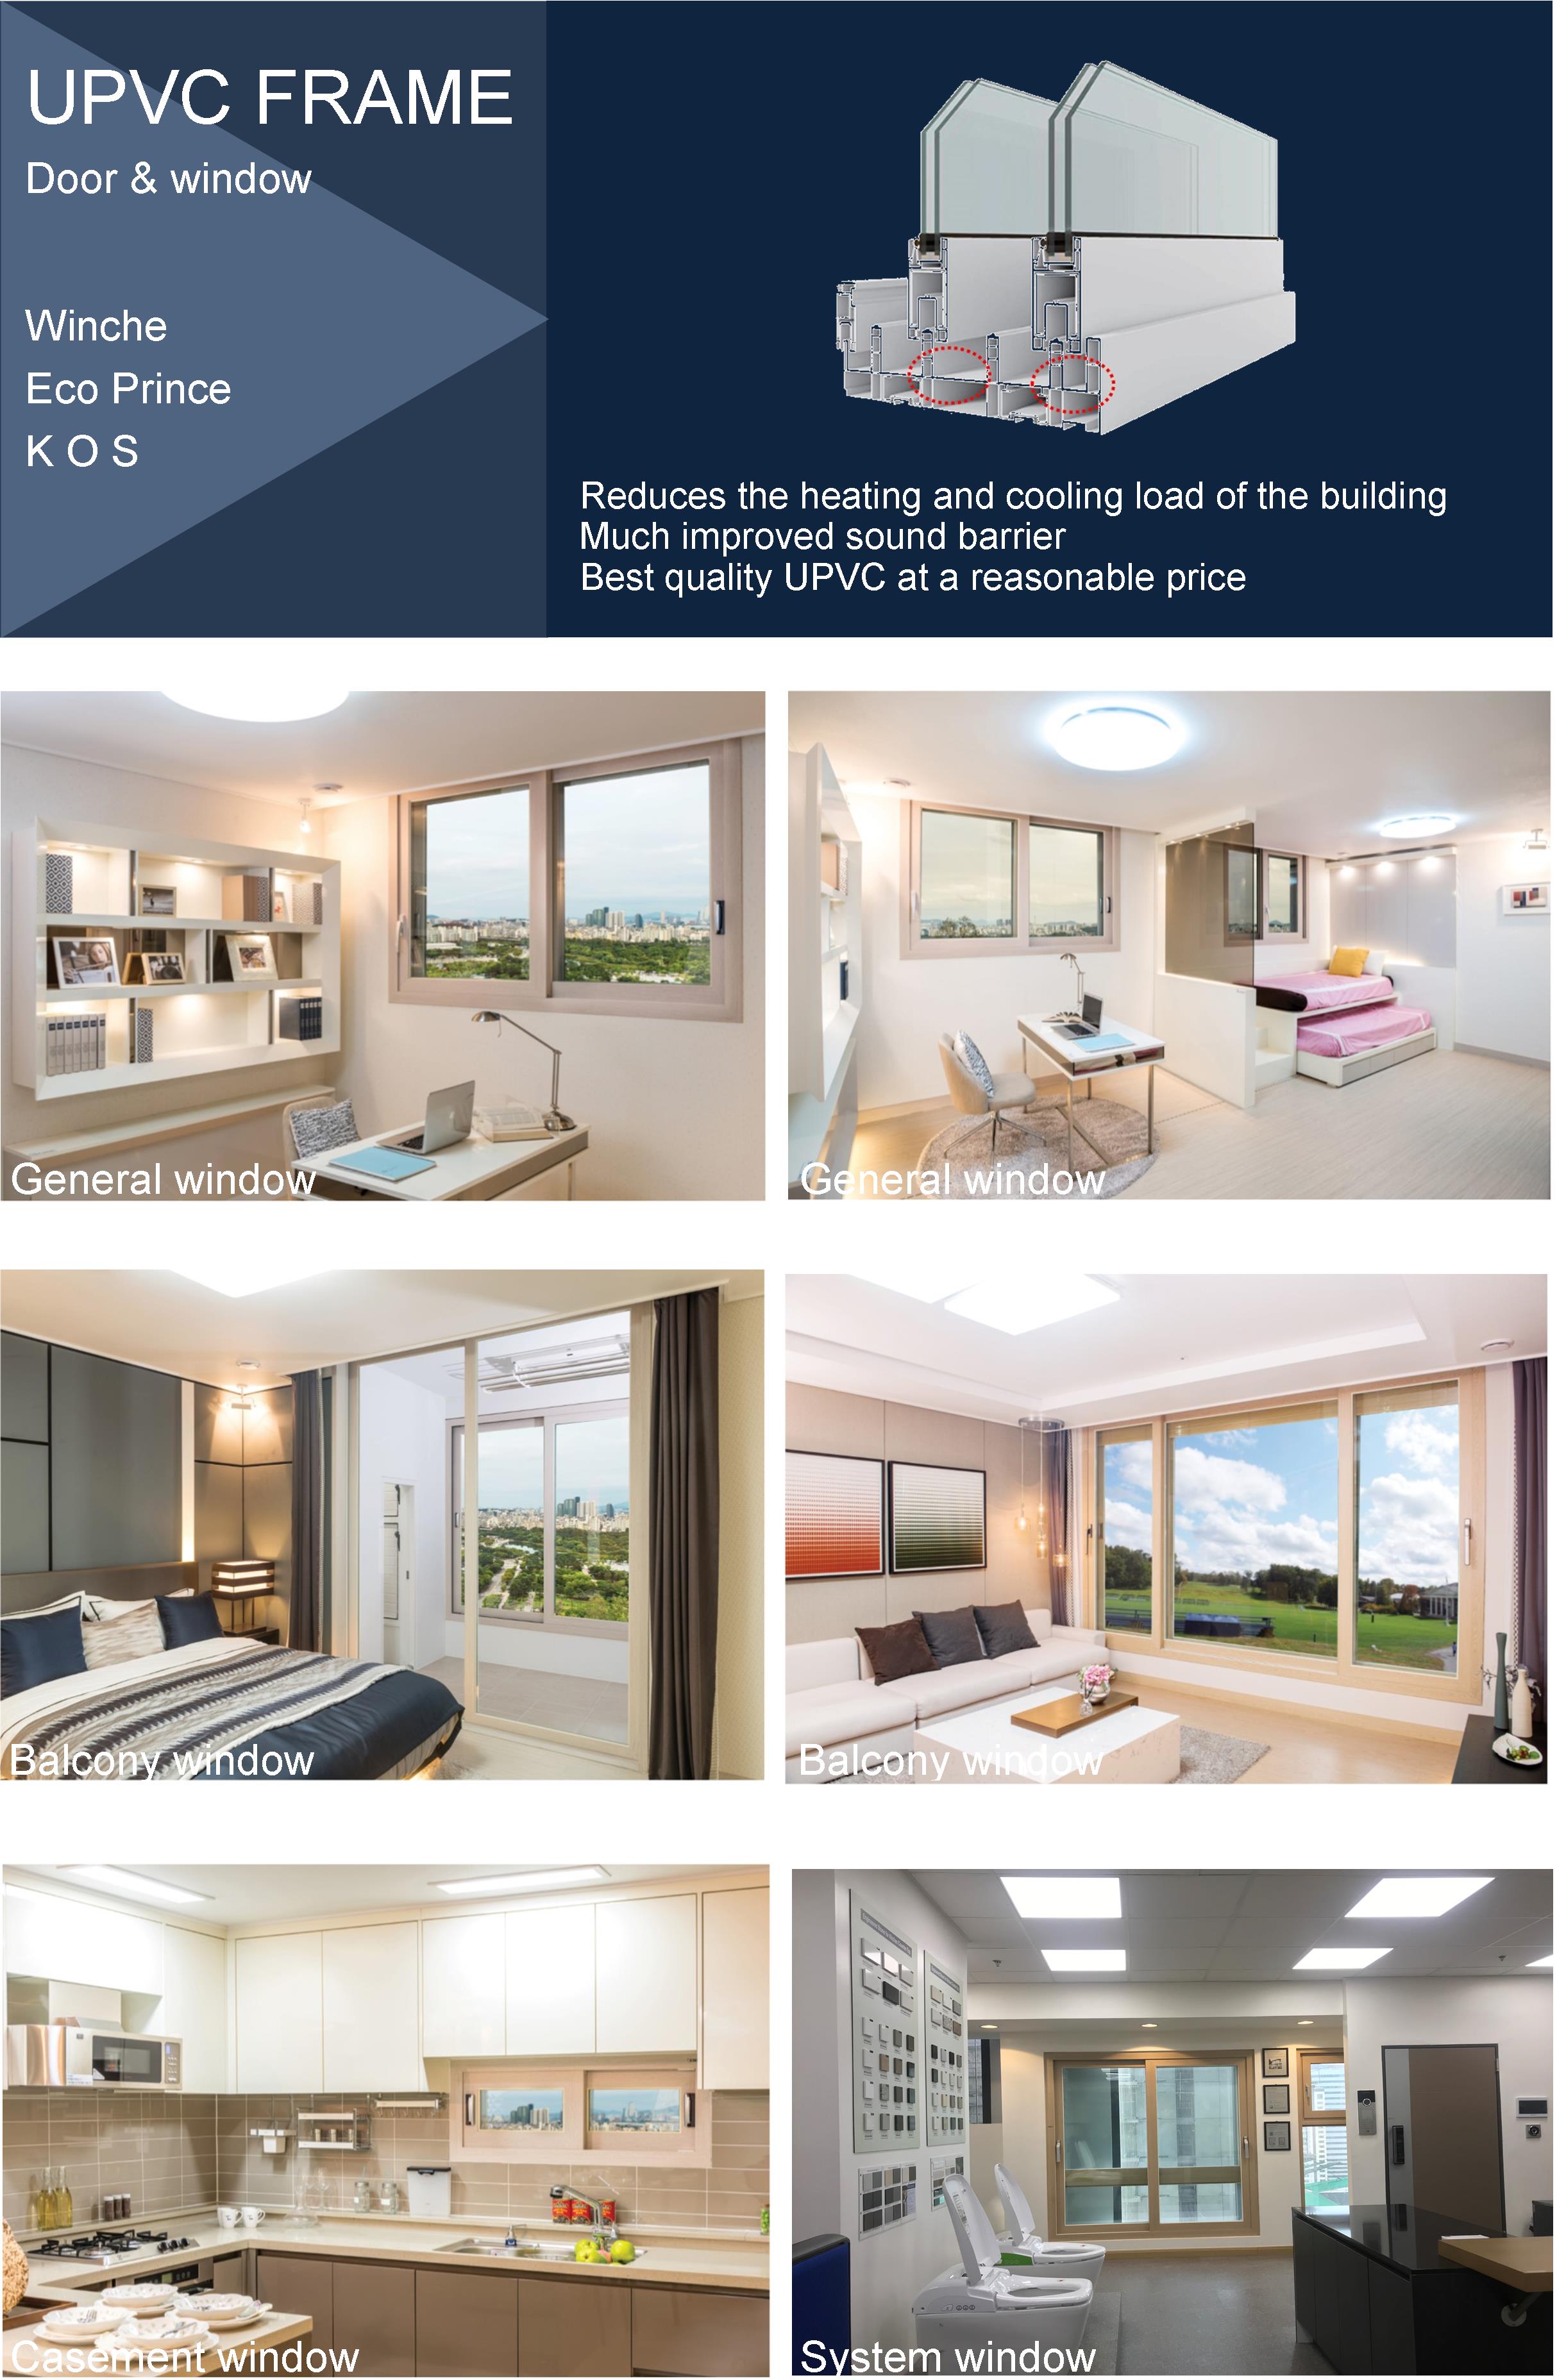 UPVC FRAME
Door & window
Winche
Eco Prince
K O S
Reduces the heating and cooling load of the building
Much improved sound barrier
Best quality UPVC at a reasonable price
General window
General window
Balcony window
Balcony window
Casement window
System window